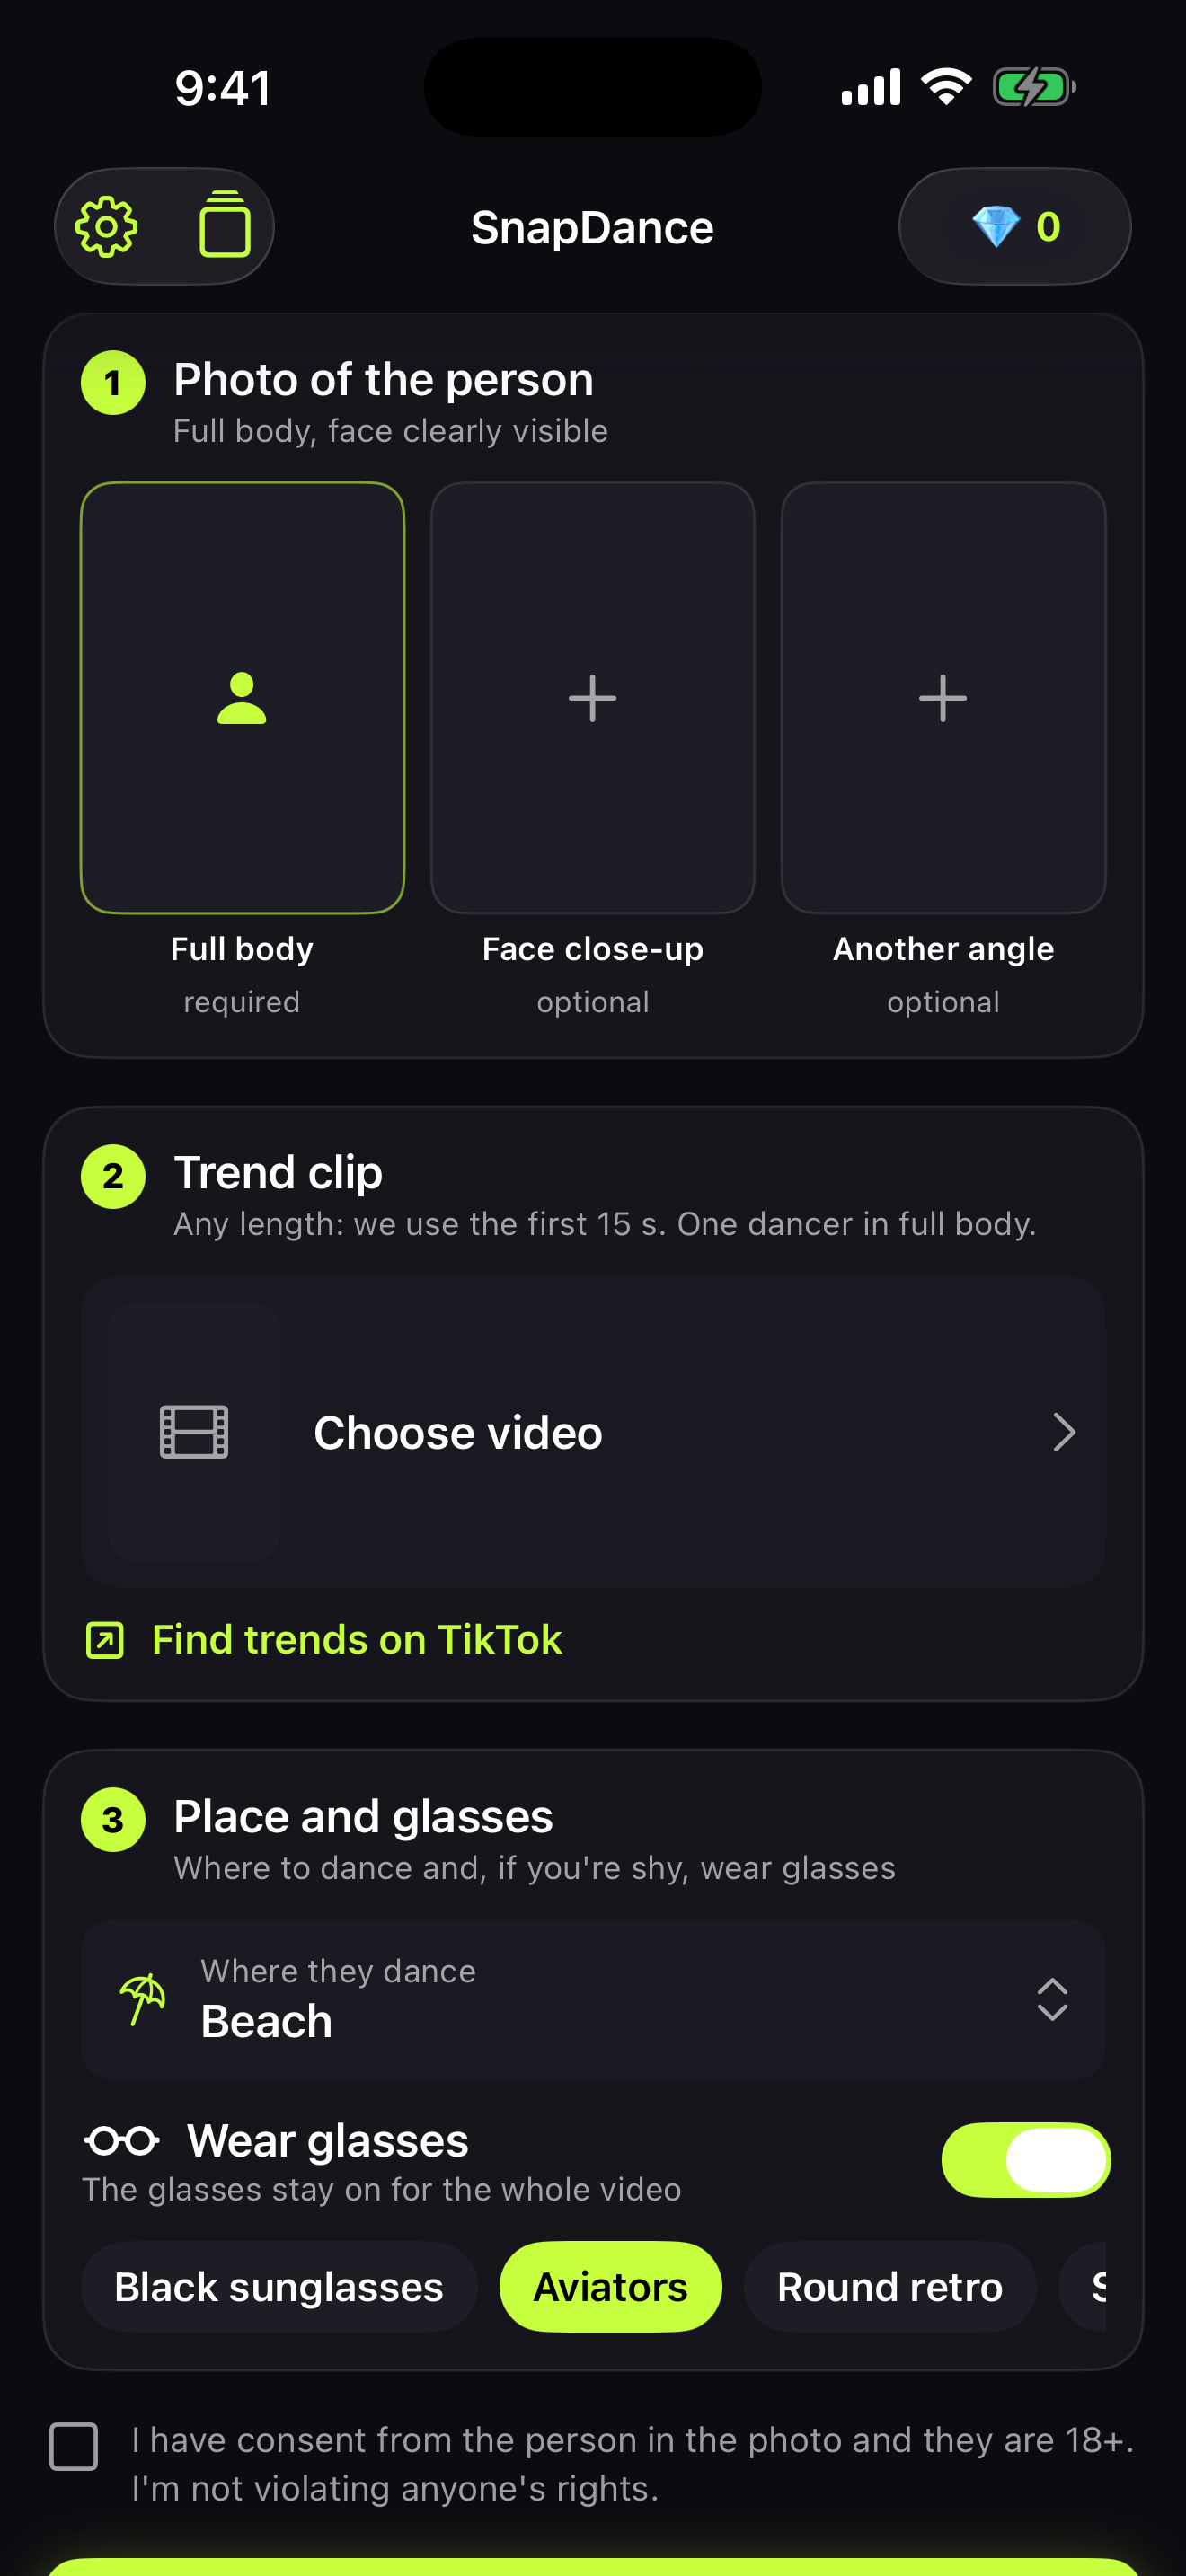 9:41
SnapDance
0
1
Photo of the person
Full body, face clearly visible
Full body
required
Face close-up
optional
Another angle
optional
2
Trend clip
Any length: we use the first 15 s. One dancer in full body.
Choose video
Find trends on TikTok
3
Place and glasses
Where to dance and, if you're shy, wear glasses
Where they dance
Beach
Wear glasses
The glasses stay on for the whole video
Black sunglasses
Aviators
Round retro
I have consent from the person in the photo and they are 18+.
I'm not violating anyone's rights.